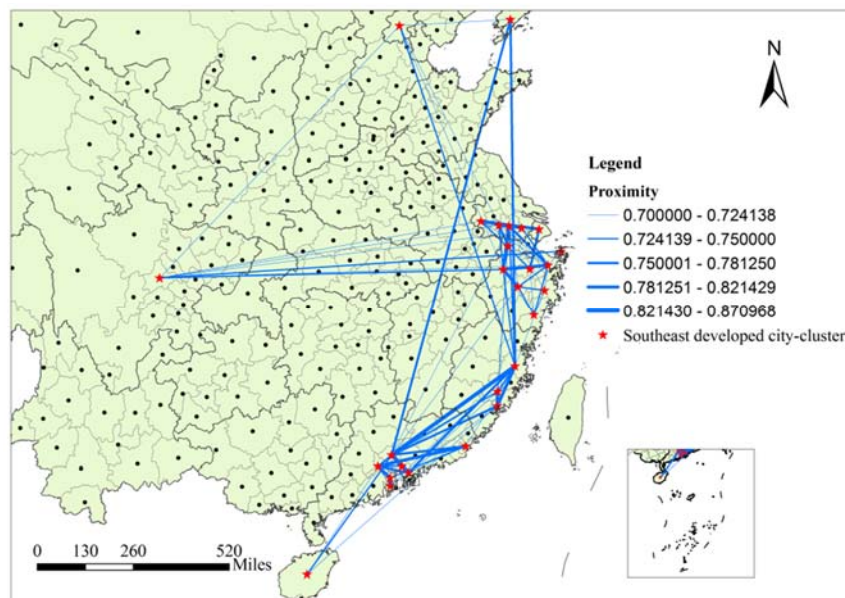 N
Legend
Proximity
0.700000 - 0.724138
0.724139 - 0.750000
0.750001 - 0.781250
0.781251 - 0.821429
0.821430 - 0.870968
Southeast developed city-cluster
0 130 260 520
Miles